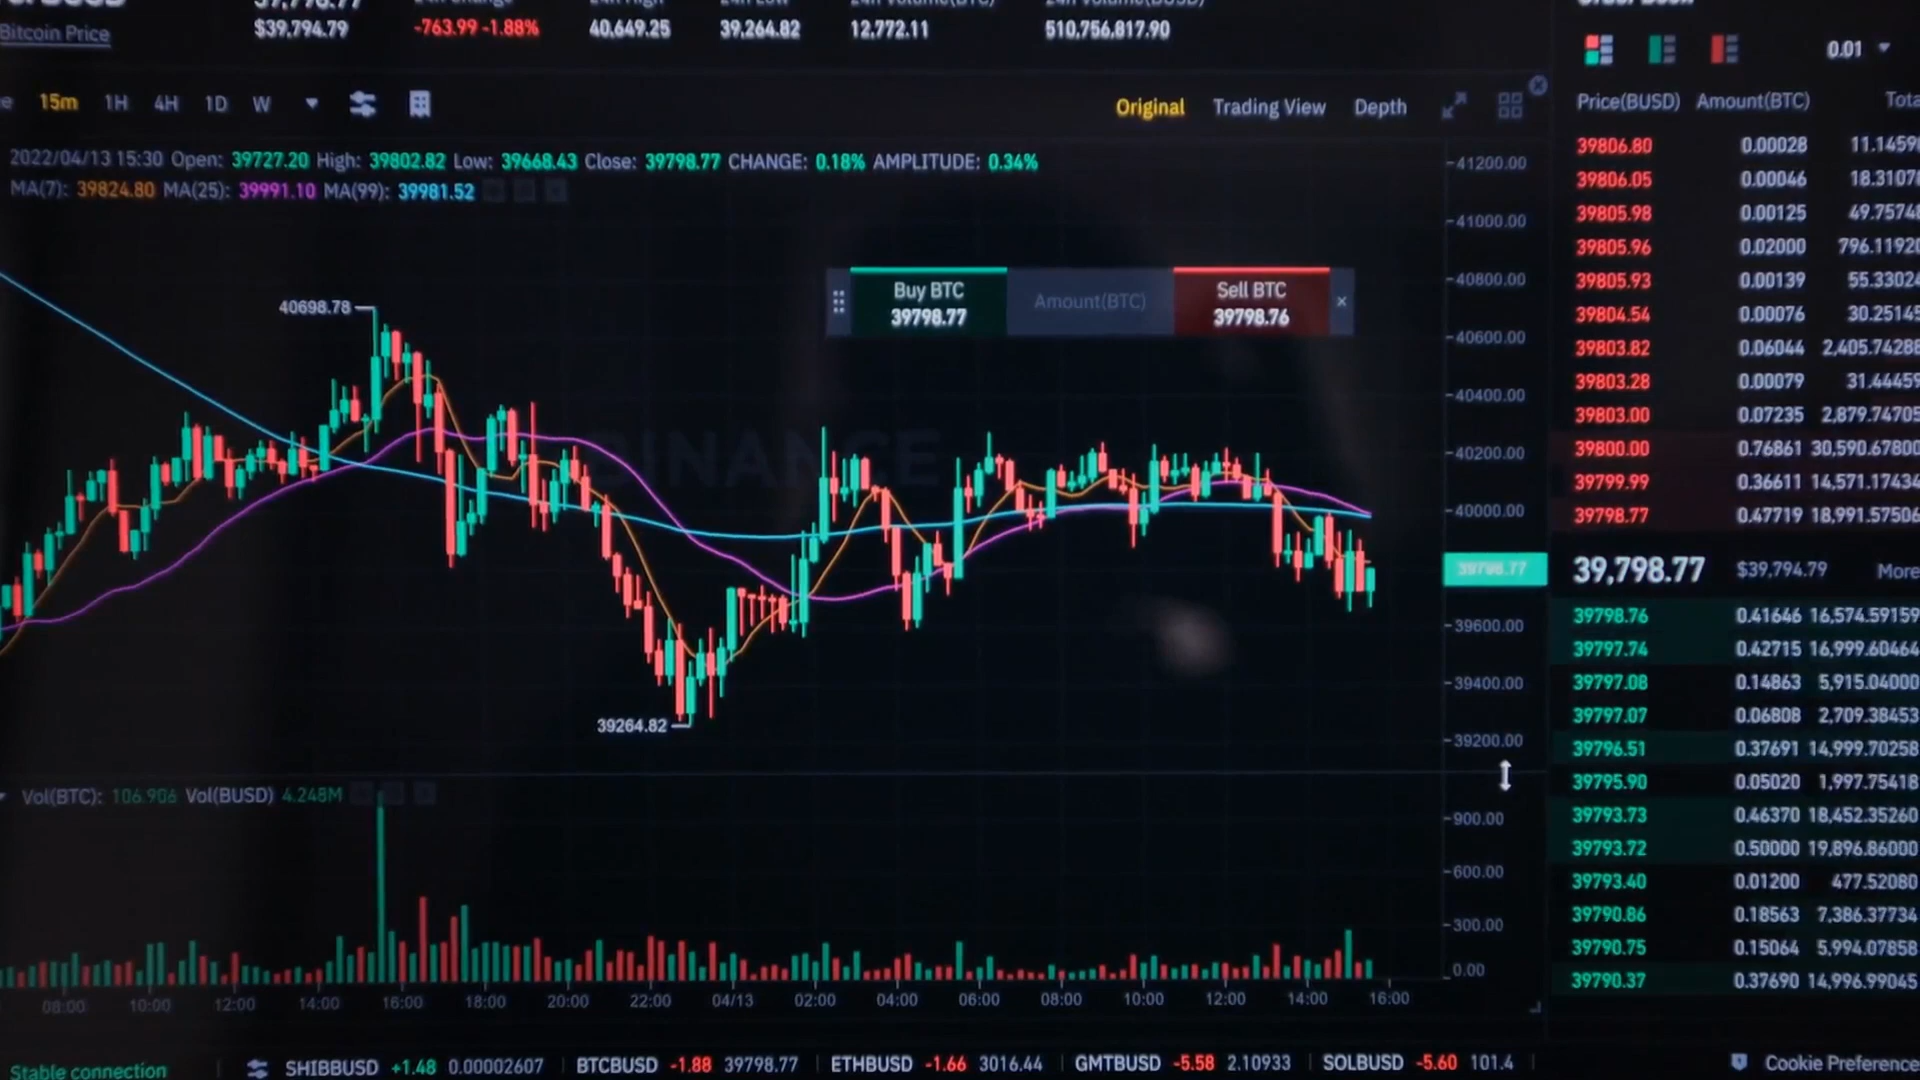 Bitcoin Price
$39,794.79
-763.99 -1.88%
40,649.25
39,264.82
12,772.11
510,756,817.90
15m 1H 4H 1D W
Original Trading View Depth
2022/04/13 15:30 Open: 39727.20 High: 39802.82 Low: 39668.43 Close: 39798.77 CHANGE: 0.18% AMPLITUDE: 0.34%
MA(7): 39824.80 MA(25): 39991.10 MA(99): 39981.52
Buy BTC
39798.77
Amount(BTC)
Sell BTC
39798.76
40698.78
39264.82
BINANCE
41200.00
41000.00
40800.00
40600.00
40400.00
40200.00
40000.00
39798.77
39600.00
39400.00
39200.00
Vol(BTC): 106.906 Vol(BUSD) 4.248M
900.00
600.00
300.00
0.00
08:00 10:00 12:00 14:00 16:00 18:00 20:00 22:00 04/13 02:00 04:00 06:00 08:00 10:00 12:00 14:00 16:00
0.01
Price(BUSD) Amount(BTC) Tota
39806.80 0.00028 11.1459
39806.05 0.00046 18.3107
39805.98 0.00125 49.7574
39805.96 0.02000 796.11920
39805.93 0.00139 55.33024
39804.54 0.00076 30.25145
39803.82 0.06044 2,405.74288
39803.28 0.00079 31.44459
39803.00 0.07235 2,879.74705
39800.00 0.76861 30,590.67800
39799.99 0.36611 14,571.17434
39798.77 0.47719 18,991.57506
39,798.77 $39,794.79 More
39798.76 0.41646 16,574.59159
39797.74 0.42715 16,999.60464
39797.08 0.14863 5,915.04000
39797.07 0.06808 2,709.38453
39796.51 0.37691 14,999.70258
39795.90 0.05020 1,997.75418
39793.73 0.46370 18,452.35260
39793.72 0.50000 19,896.86000
39793.40 0.01200 477.52080
39790.86 0.18563 7,386.37734
39790.75 0.15064 5,994.07858
39790.37 0.37690 14,996.99045
Stable connection
SHIBBUSD +1.48 0.00002607
BTCBUSD -1.88 39798.77
ETHBUSD -1.66 3016.44
GMTBUSD -5.58 2.10933
SOLBUSD -5.60 101.4
Cookie Preference